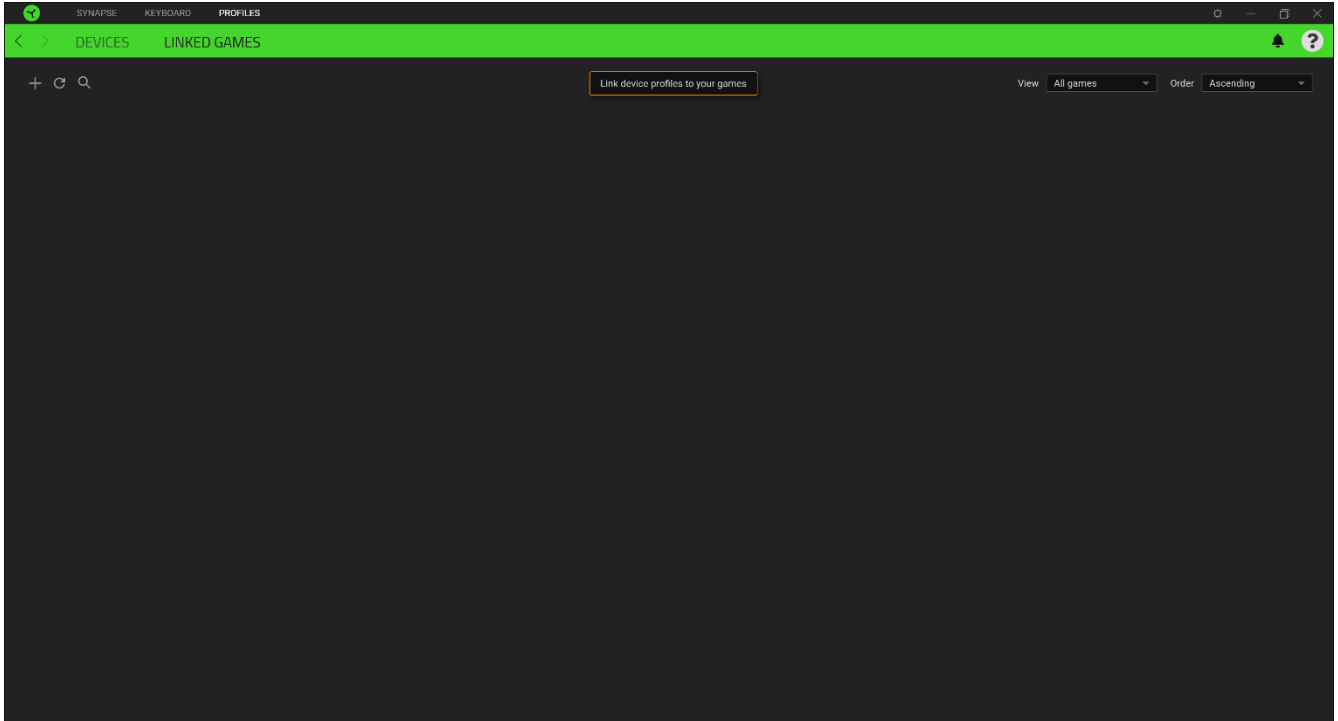 SYNAPSE KEYBOARD PROFILES
DEVICES LINKED GAMES ?
Link device profiles to your games View All games Order Ascending